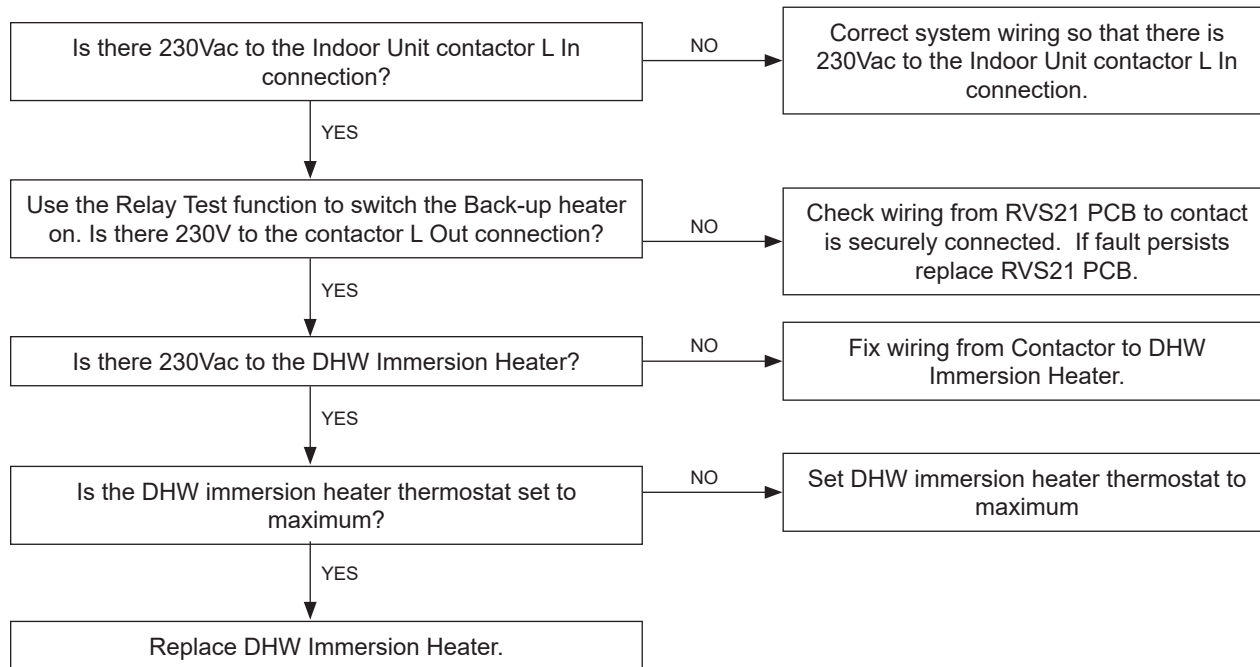 Is there 230Vac to the Indoor Unit contactor L In
connection?
NO
Correct system wiring so that there is
230Vac to the Indoor Unit contactor L In
connection.
YES
Use the Relay Test function to switch the Back-up heater
on. Is there 230V to the contactor L Out connection?
NO
Check wiring from RVS21 PCB to contact
is securely connected.  If fault persists
replace RVS21 PCB.
YES
Is there 230Vac to the DHW Immersion Heater?
NO
Fix wiring from Contactor to DHW
Immersion Heater.
YES
Is the DHW immersion heater thermostat set to
maximum?
NO
Set DHW immersion heater thermostat to
maximum
YES
Replace DHW Immersion Heater.